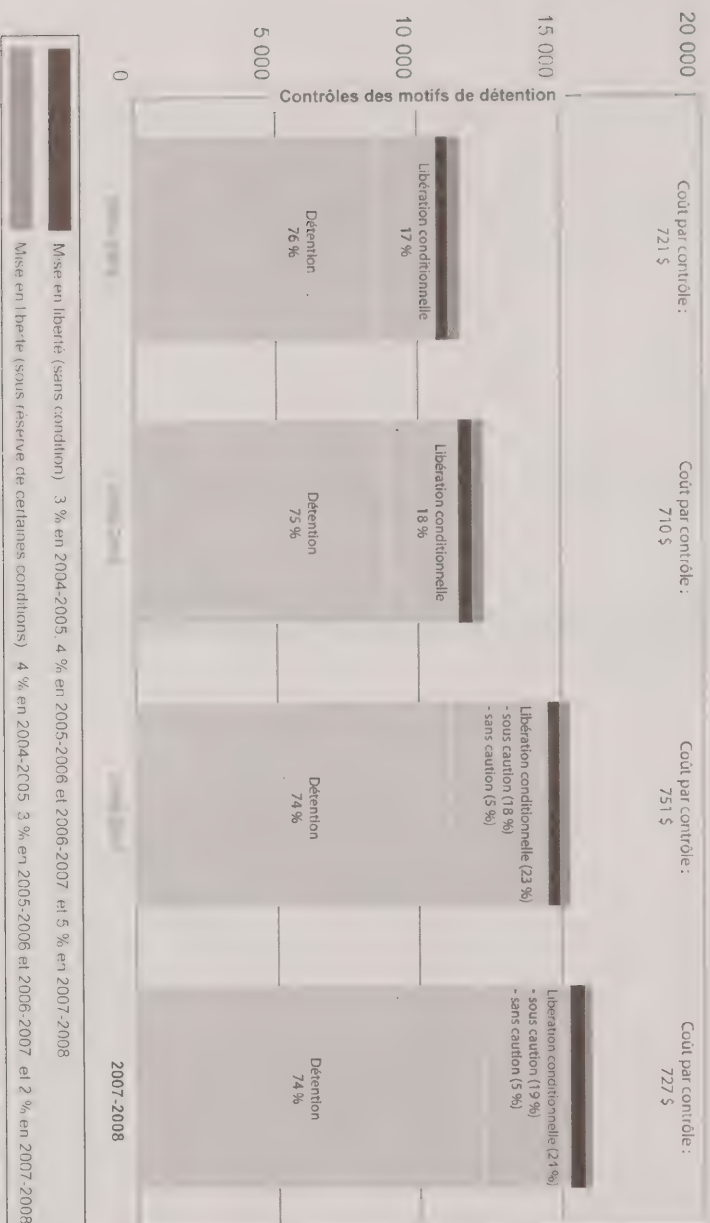 20 000
15 000
10 000
5 000
0
Contrôles des motifs de détention
Coût par contrôle :
721 $
Coût par contrôle :
710 $
Coût par contrôle :
751 $
Coût par contrôle :
727 $
Libération conditionnelle
17 %
Détention
76 %
Libération conditionnelle
18 %
Détention
75 %
Libération conditionnelle (23 %)
- sous caution (18 %)
- sans caution (5 %)
Détention
74 %
Libération conditionnelle (21 %)
- sous caution (19 %)
- sans caution (5 %)
Détention
74 %
2007-2008
Mise en liberté (sans condition) 3 % en 2004-2005, 4 % en 2005-2006 et 2006-2007 et 5 % en 2007-2008
Mise en liberté (sous réserve de certaines conditions) 4 % en 2004-2005 3 % en 2005-2006 et 2006-2007 et 2 % en 2007-2008